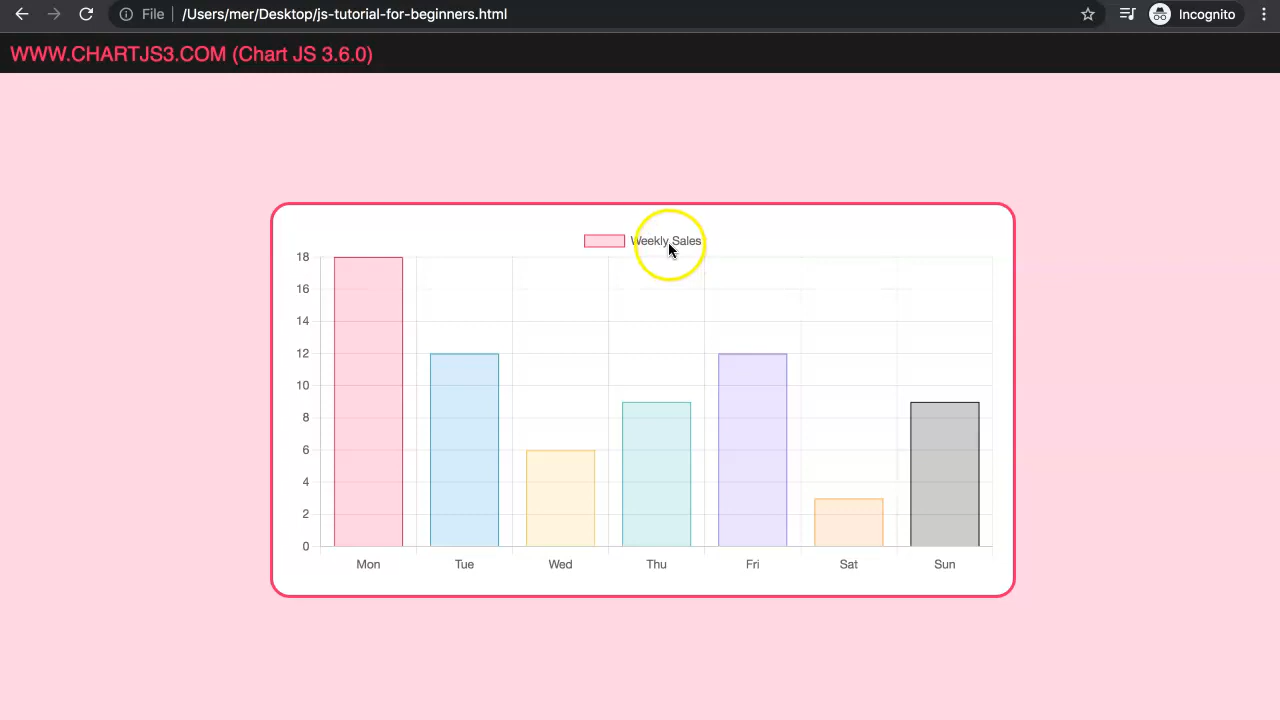 File | /Users/mer/Desktop/js-tutorial-for-beginners.html Incognito
WWW.CHARTJS3.COM (Chart JS 3.6.0)
Weekly Sales
18
16
14
12
10
8
6
4
2
0
Mon Tue Wed Thu Fri Sat Sun